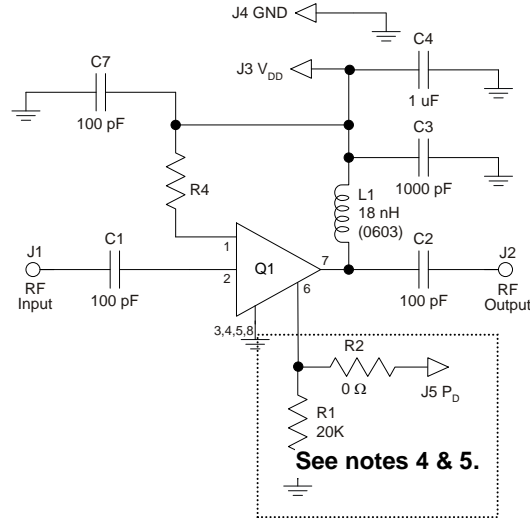 J4 GND
C7
100 pF
J3 V_DD
C4
1 uF
C3
1000 pF
R4
L1
18 nH
(0603)
J1
RF
Input
C1
100 pF
1
2
Q1
7
6
3,4,5,8
C2
100 pF
J2
RF
Output
R2
0 Ω
J5 P_D
R1
20K
See notes 4 & 5.